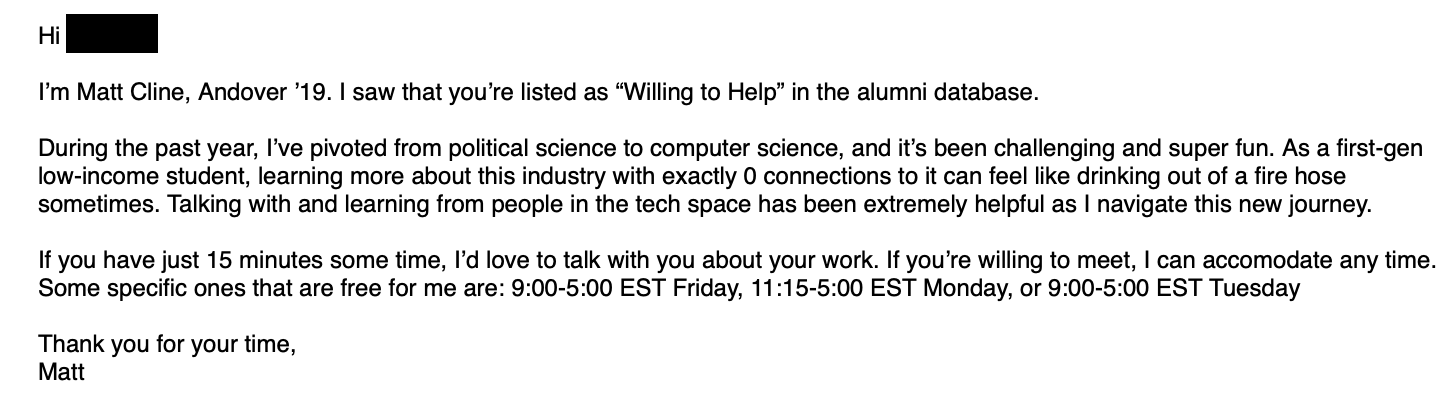 Hi
I’m Matt Cline, Andover ’19. I saw that you’re listed as “Willing to Help” in the alumni database.
During the past year, I’ve pivoted from political science to computer science, and it’s been challenging and super fun. As a first-gen
low-income student, learning more about this industry with exactly 0 connections to it can feel like drinking out of a fire hose
sometimes. Talking with and learning from people in the tech space has been extremely helpful as I navigate this new journey.
If you have just 15 minutes some time, I’d love to talk with you about your work. If you’re willing to meet, I can accomodate any time.
Some specific ones that are free for me are: 9:00-5:00 EST Friday, 11:15-5:00 EST Monday, or 9:00-5:00 EST Tuesday
Thank you for your time,
Matt